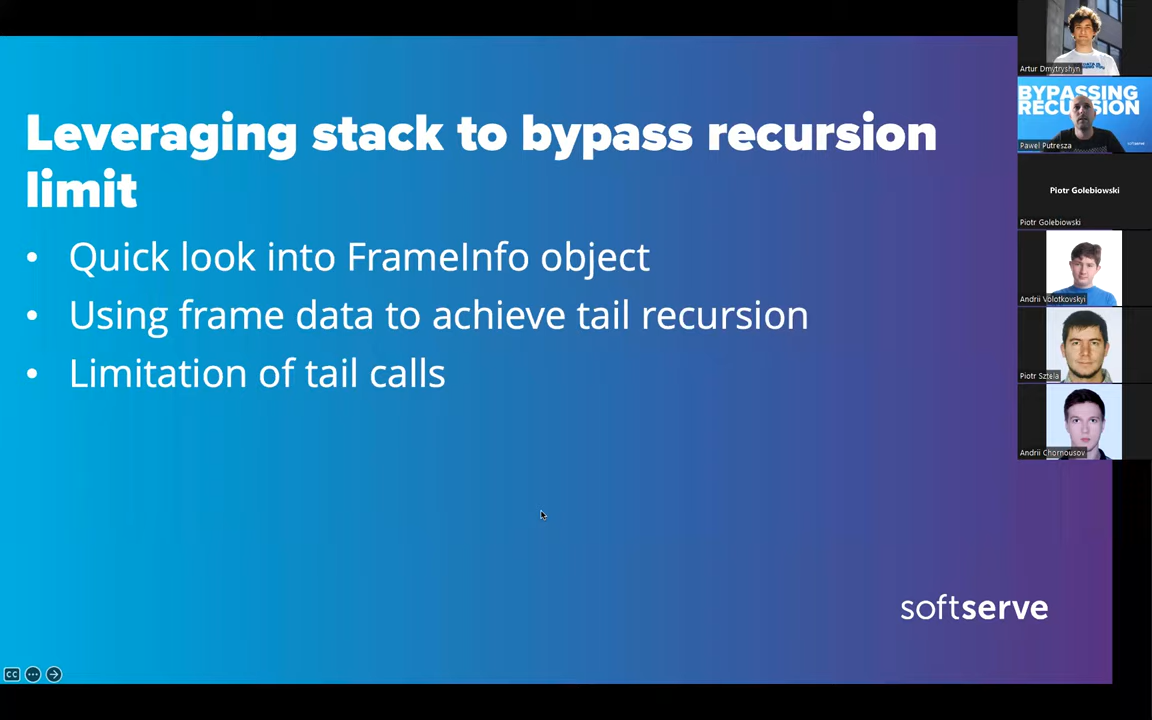 Leveraging stack to bypass recursion
limit
• Quick look into FrameInfo object
• Using frame data to achieve tail recursion
• Limitation of tail calls
softserve
CC
Artur Dmytryshyn
BYPASSING
RECURSION
softserve
Pawel Putresza
Piotr Golebiowski
Piotr Golebiowski
Andrii Volotkovskyi
Piotr Sztela
Andrii Chornousov